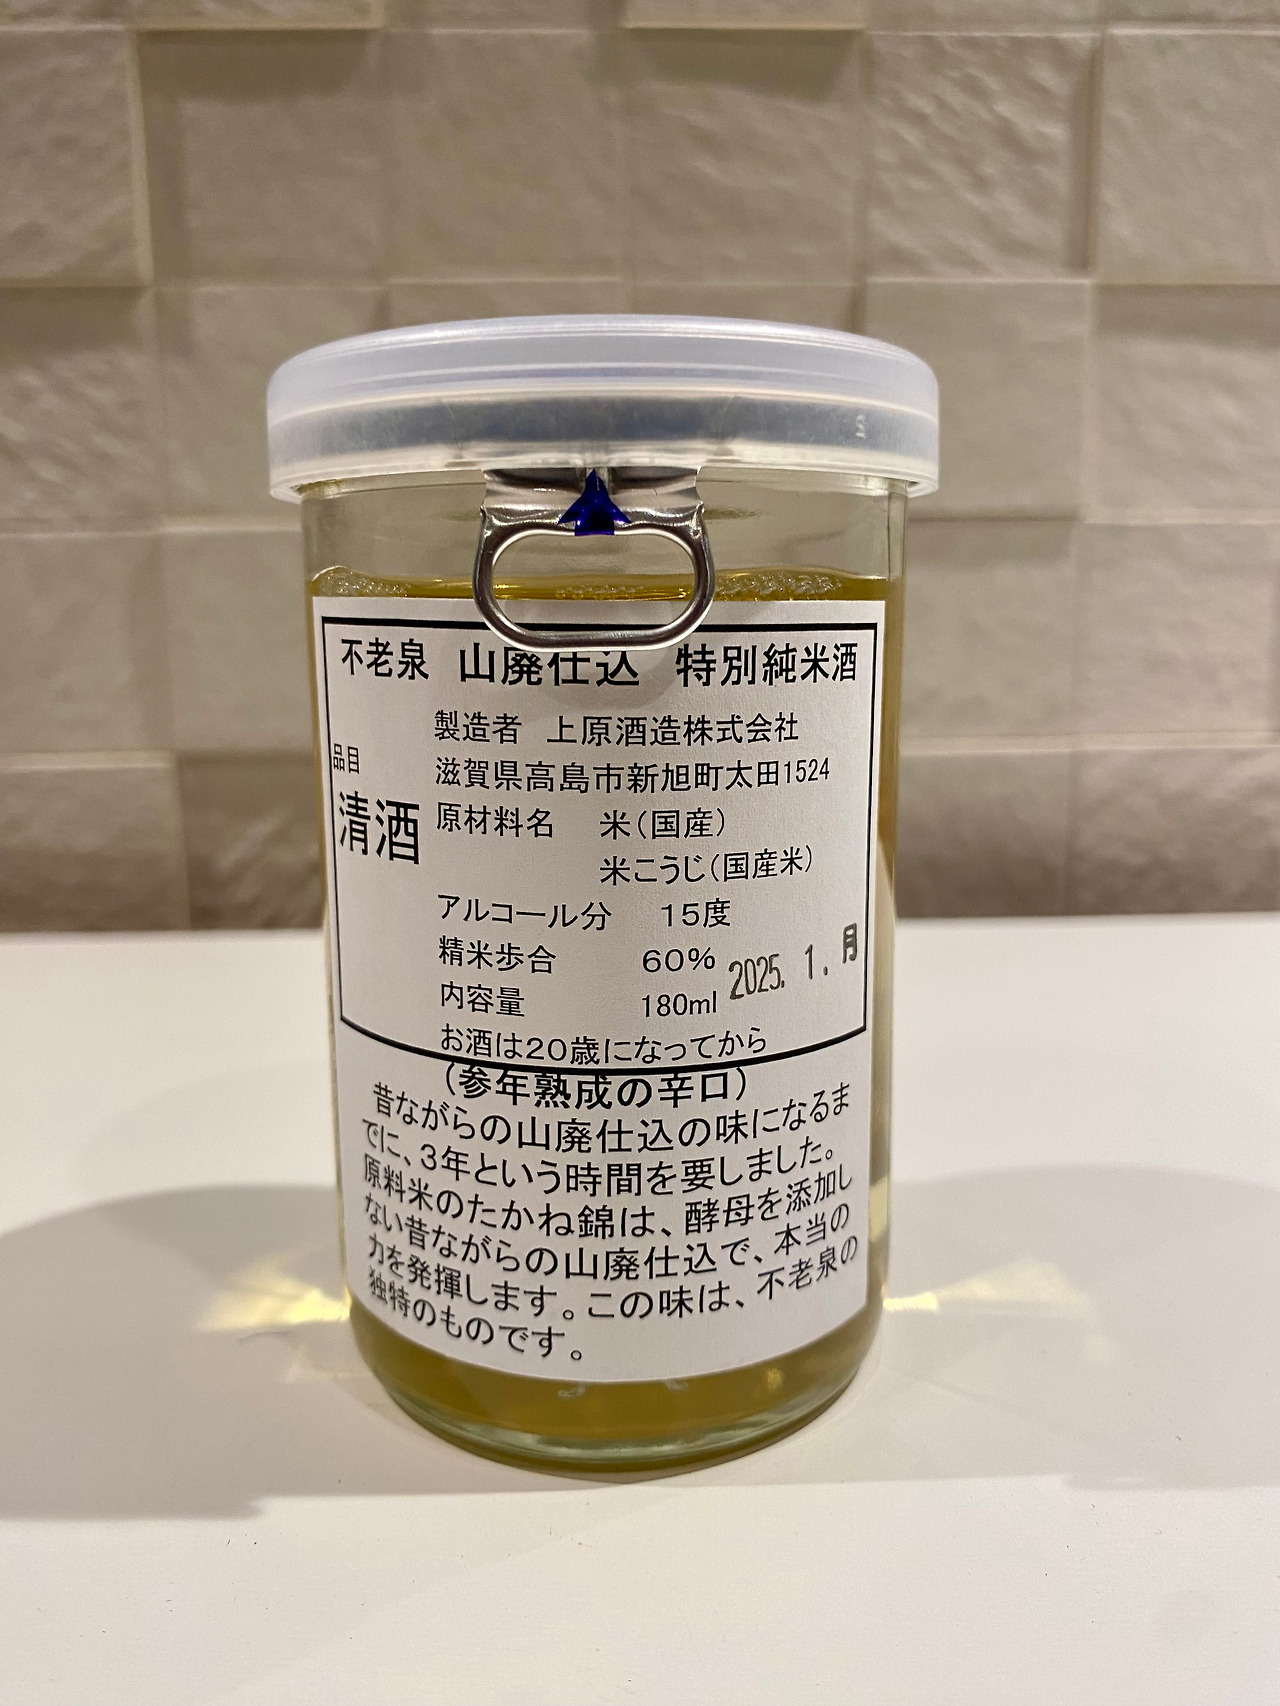 不老泉 山廃仕込 特別純米酒
製造者 上原酒造株式会社
滋賀県高島市新旭町太田1524
品目
清酒
原材料名 米（国産）
米こうじ（国産米）
アルコール分 15度
精米歩合 60%
2025. 1. 月
内容量 180ml
お酒は20歳になってから
（参年熟成の辛口）
昔ながらの山廃仕込の味になるま
でに、3年という時間を要しました。
原料米のたかね錦は、酵母を添加し
ない昔ながらの山廃仕込で、本当の
力を発揮します。この味は、不老泉の
独特のものです。